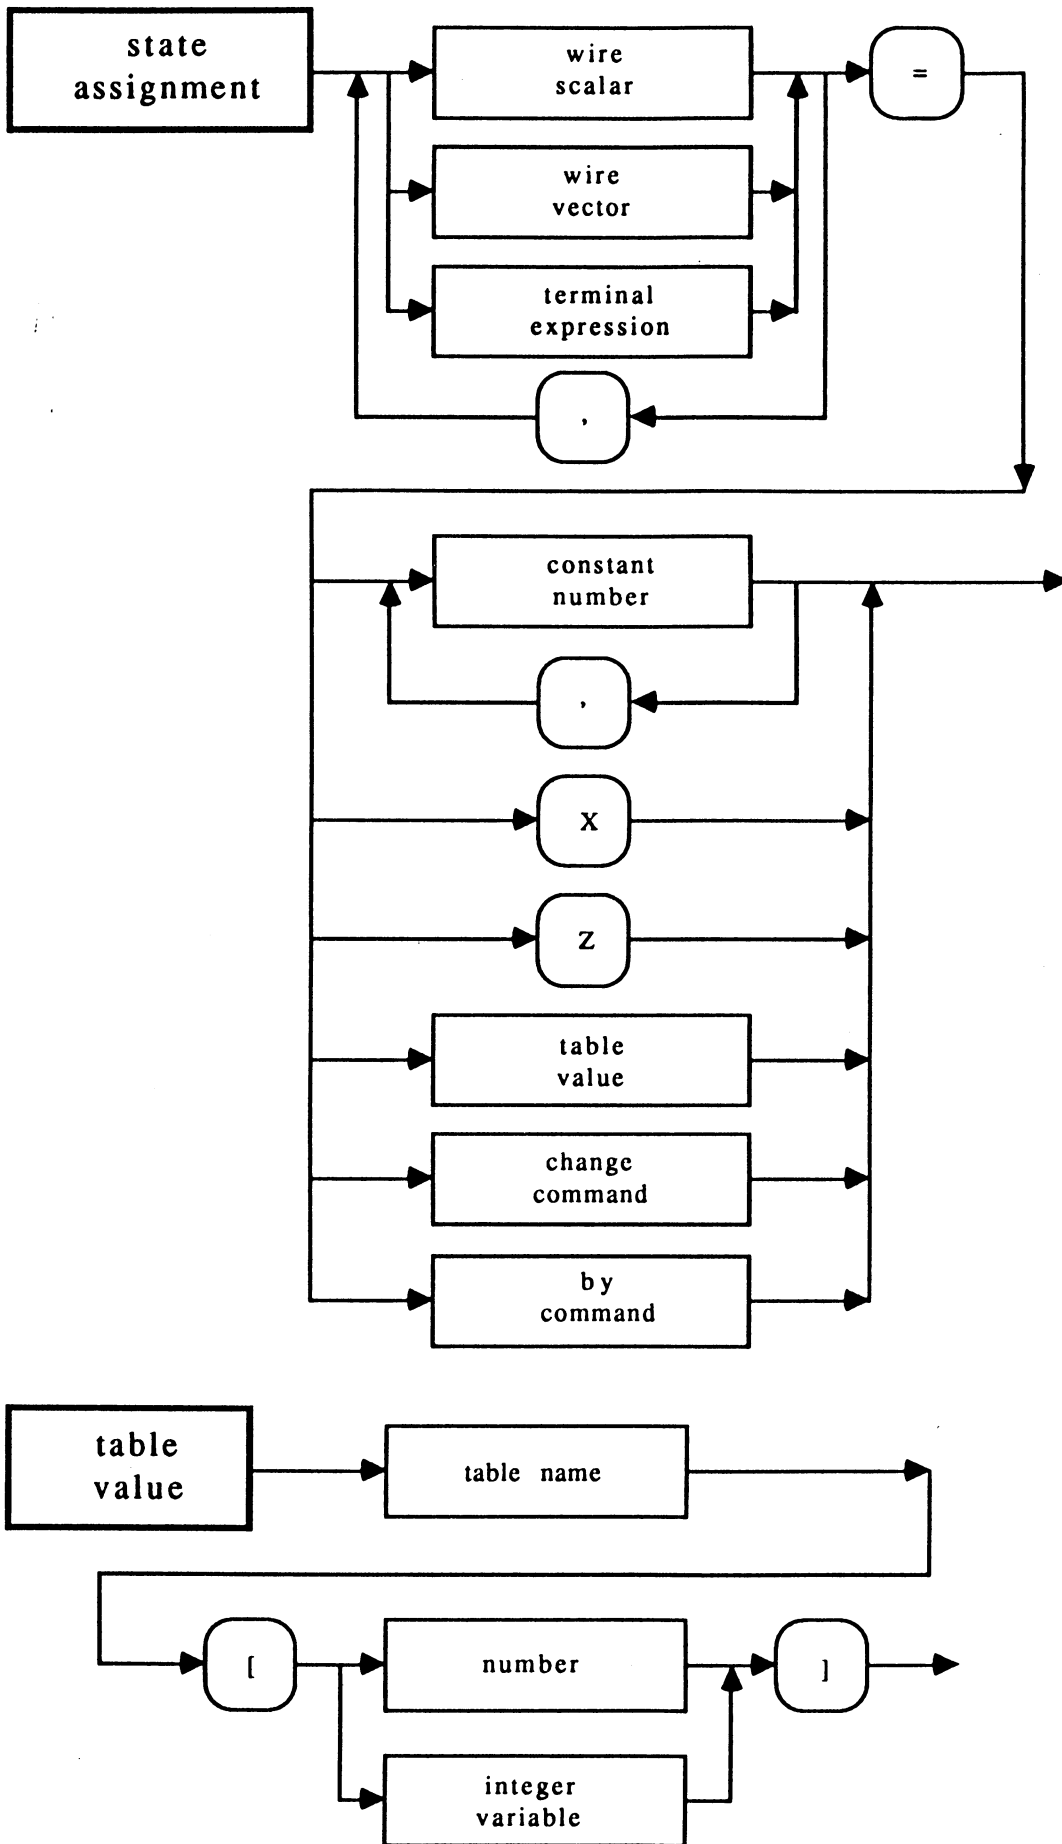 state
assignment
wire
scalar
=
wire
vector
terminal
expression
,
constant
number
,
X
Z
table
value
change
command
by
command
table
value
table name
[
number
]
integer
variable